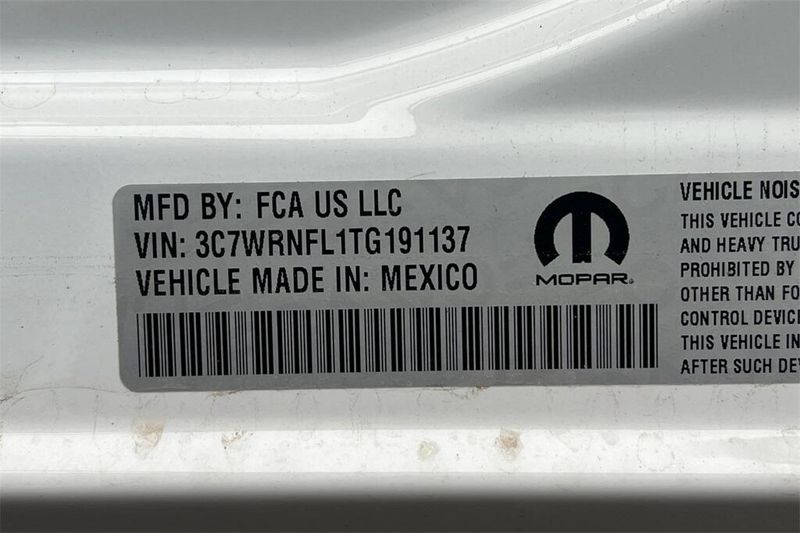 MFD BY: FCA US LLC
VIN: 3C7WRNFL1TG191137
VEHICLE MADE IN: MEXICO
MOPAR®
VEHICLE NOIS
THIS VEHICLE CO
AND HEAVY TRU
PROHIBITED BY
OTHER THAN FO
CONTROL DEVIC
THIS VEHICLE IN
AFTER SUCH DEV